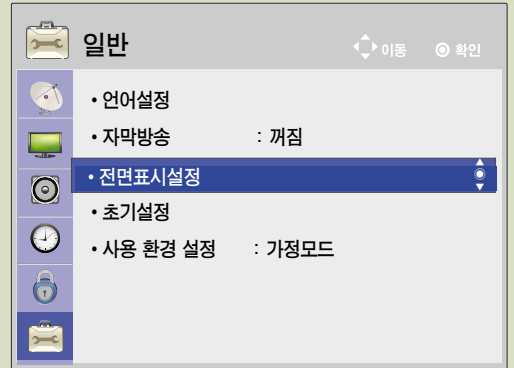 일반 이동 확인
• 언어설정
• 자막방송 : 꺼짐
• 전면표시설정
• 초기설정
• 사용 환경 설정 : 가정모드